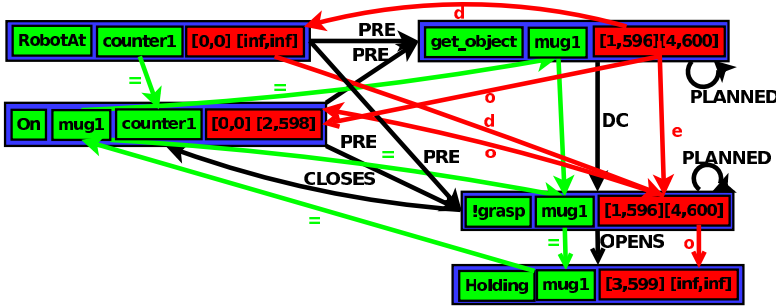 d
PRE
RobotAt counter1 [0,0] [inf,inf]
get_object mug1 [1,596][4,600]
PRE
=
=
o
PLANNED
On mug1 counter1 [0,0] [2,598]
d
DC
e
PRE
o
PRE
=
PLANNED
CLOSES
!grasp mug1 [1,596][4,600]
=
=
OPENS
o
Holding mug1 [3,599] [inf,inf]